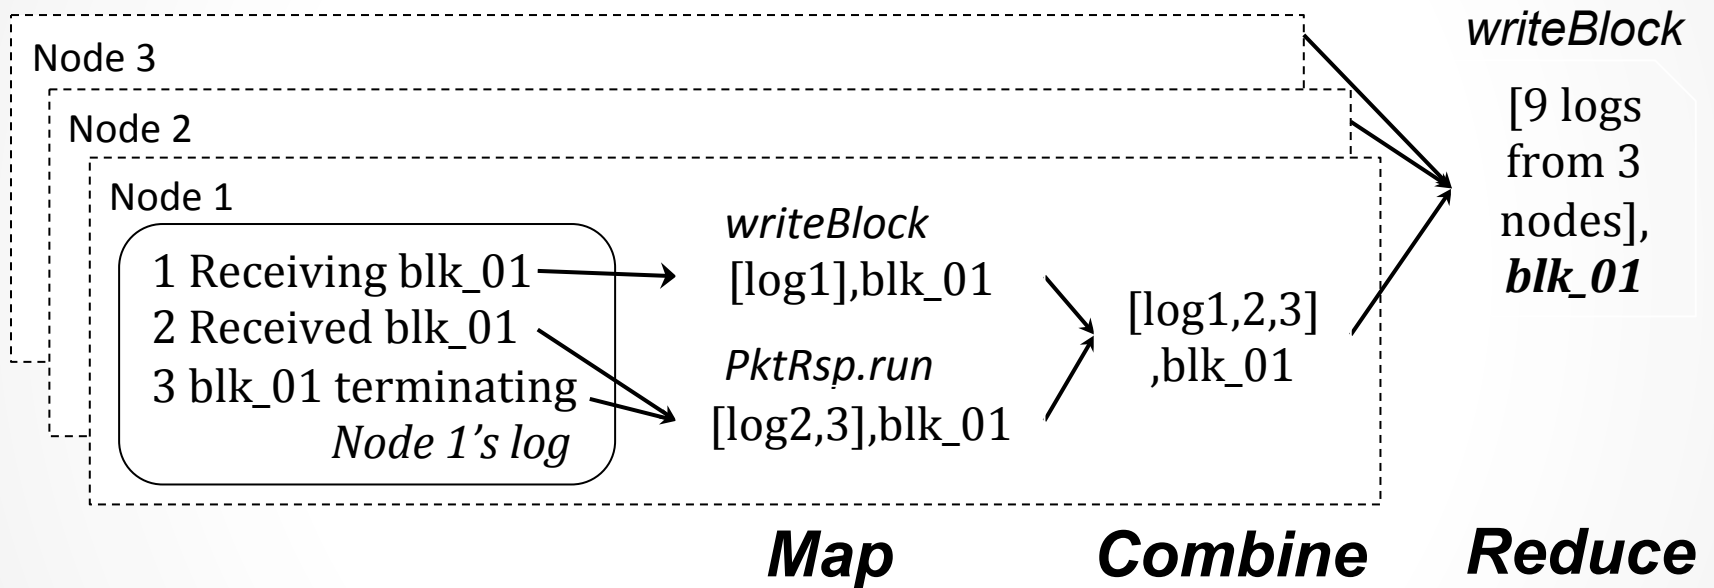 Node 3
Node 2
Node 1
1 Receiving blk_01
2 Received blk_01
3 blk_01 terminating
Node 1’s log
writeBlock
[log1],blk_01
PktRsp.run
[log2,3],blk_01
[log1,2,3]
,blk_01
writeBlock
[9 logs
from 3
nodes],
blk_01
Map
Combine
Reduce